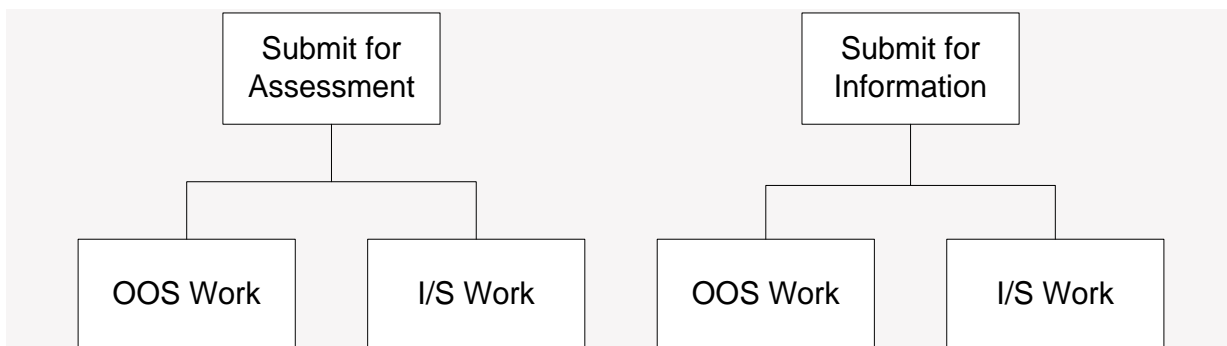 Submit for
Assessment
Submit for
Information
OOS Work
I/S Work
OOS Work
I/S Work